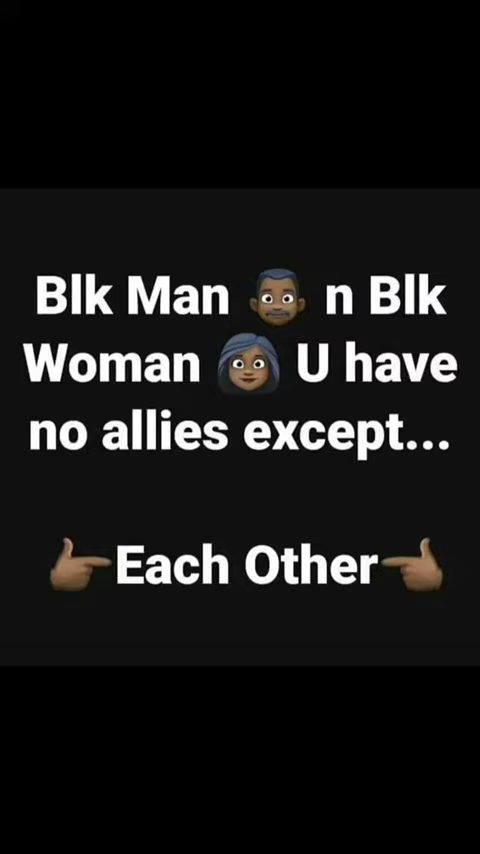 Blk Man 👨🏾 n Blk
Woman 👩🏾 U have
no allies except...
👉🏾Each Other👈🏾